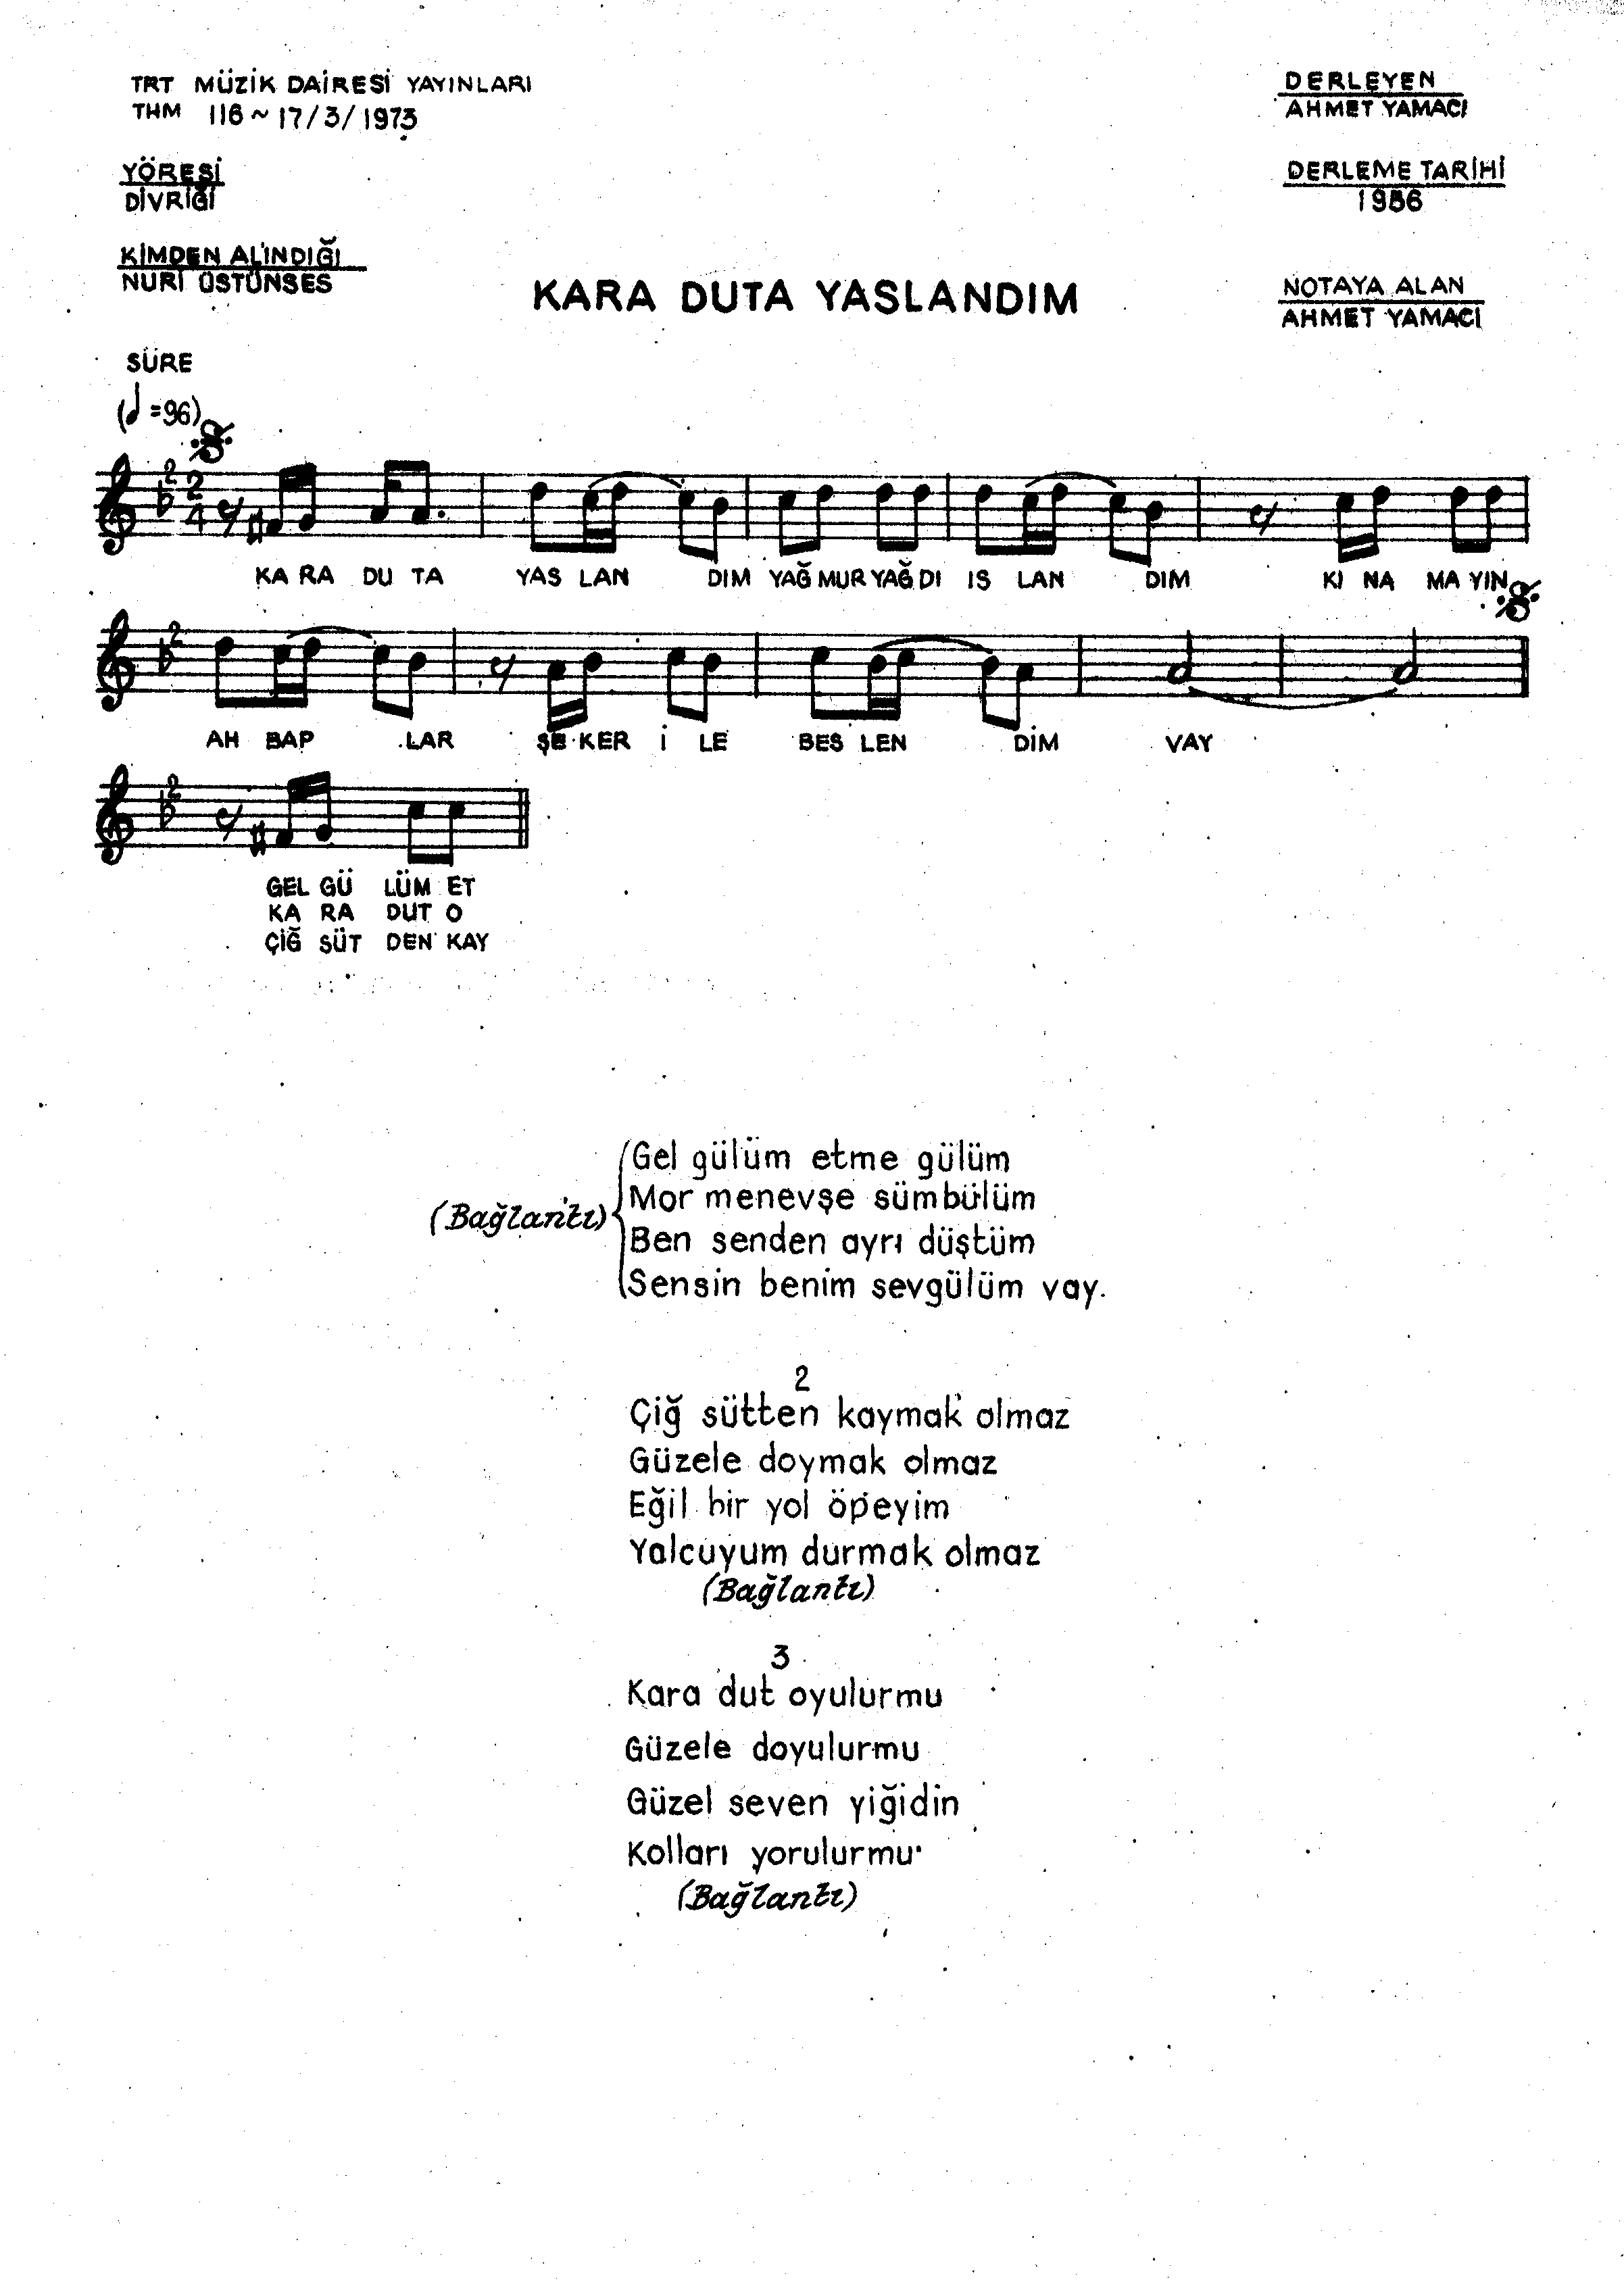 TRT MÜZİK DAİRESİ YAYINLARI
THM 116~17/3/1973
DERLEYEN
AHMET YAMACI
YÖRESİ
DİVRİĞİ
DERLEME TARİHİ
1956
KİMDEN ALINDIĞI
NURİ ÜSTÜNSES
KARA DUTA YASLANDIM
NOTAYA ALAN
AHMET YAMACI
SÜRE
(♩=96)
2 2 4
KA RA DU TA YAS LAN DIM YAĞ MUR YAĞ DI IS LAN DIM KI NA MA YIN
2
AH BAP LAR ŞE KER İ LE BES LEN DİM VAY
2
GEL GÜ LÜM ET
KA RA DUT O
ÇİĞ SÜT DEN KAY
Gel gülüm etme gülüm
Mor menevşe sümbülüm
(Bağlantı)
Ben senden ayrı düştüm
Sensin benim sevgülüm vay.
2
Çiğ sütten kaymak olmaz
Güzele doymak olmaz
Eğil bir yol öpeyim
Yalcuyum durmak olmaz
(Bağlantı)
3
Kara dut oyulurmu
Güzele doyulurmu
Güzel seven yiğidin
Kolları yorulurmu
(Bağlantı)